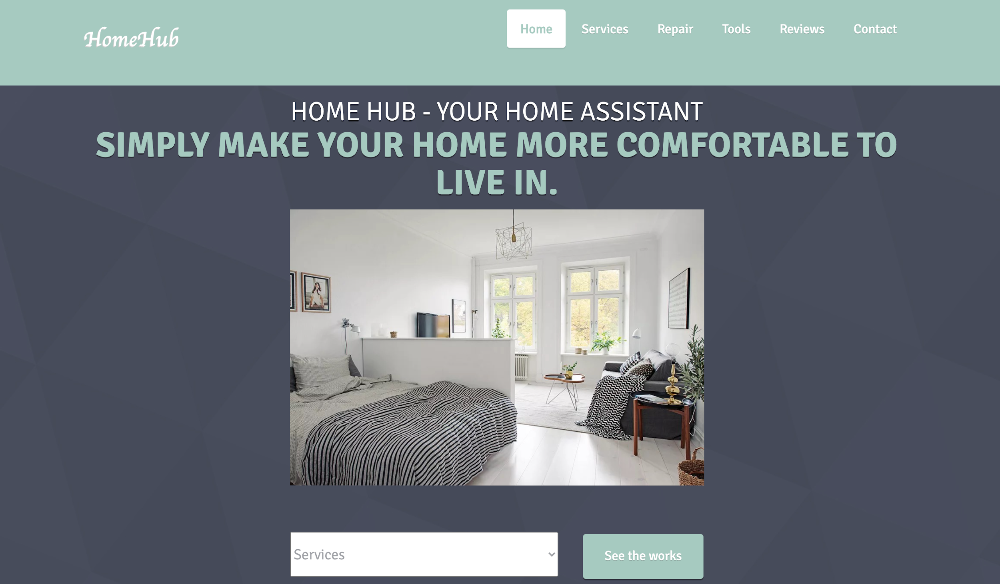 HomeHub
Home Services Repair Tools Reviews Contact
HOME HUB - YOUR HOME ASSISTANT
SIMPLY MAKE YOUR HOME MORE COMFORTABLE TO
LIVE IN.
Services
See the works